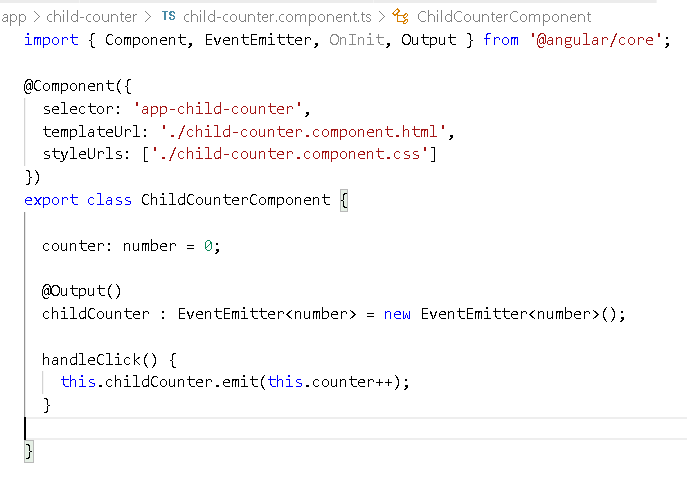 app > child-counter > TS child-counter.component.ts > ChildCounterComponent
import { Component, EventEmitter, OnInit, Output } from '@angular/core';
@Component({
selector: 'app-child-counter',
templateUrl: './child-counter.component.html',
styleUrls: ['./child-counter.component.css']
})
export class ChildCounterComponent {
counter: number = 0;
@Output()
childCounter : EventEmitter<number> = new EventEmitter<number>();
handleClick() {
this.childCounter.emit(this.counter++);
}
}